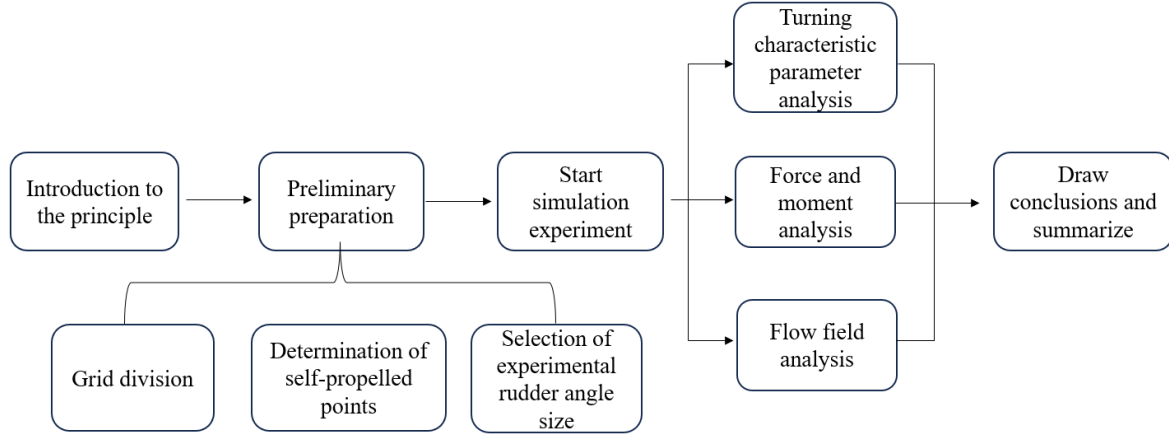 Introduction to
the principle
Preliminary
preparation
Grid division
Determination of
self-propelled
points
Selection of
experimental
rudder angle
size
Start
simulation
experiment
Turning
characteristic
parameter
analysis
Force and
moment analysis
Flow field
analysis
Draw
conclusions and
summarize